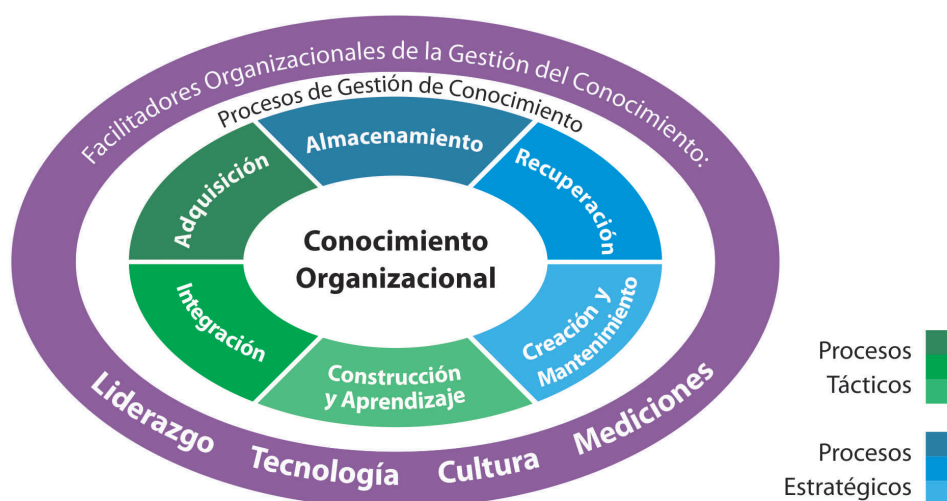 Facilitadores Organizacionales de la Gestión del Conocimiento:
Procesos de Gestión de Conocimiento
Almacenamiento
Adquisición
Recuperación
Conocimiento
Organizacional
Integración
Creación y
Mantenimiento
Construcción
y Aprendizaje
Liderazgo
Tecnología
Cultura
Mediciones
Procesos
Tácticos
Procesos
Estratégicos